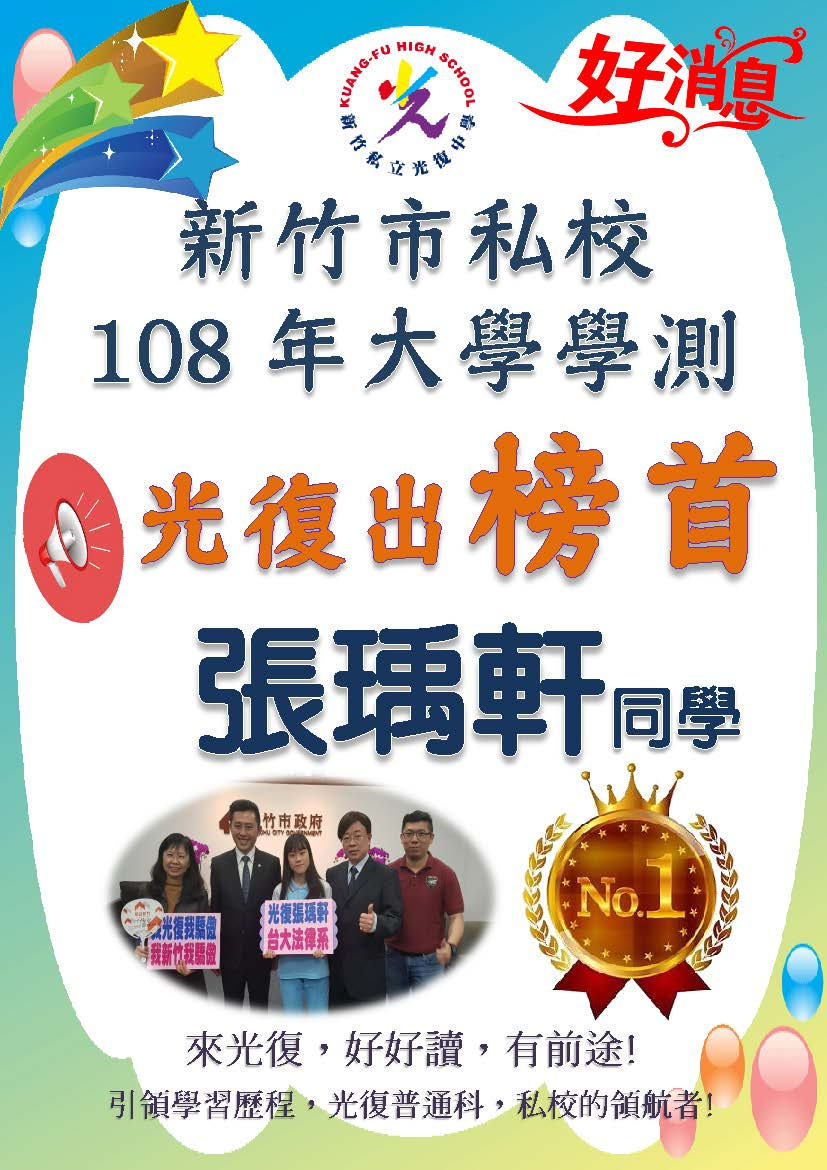 KUANG-FU HIGH SCHOOL
新竹私立光復中學
好消息
新竹市私校
108 年大學學測
光復出榜首
張瑀軒同學
竹市政府
CITY GOVERNMENT
光復我驕傲
我新竹我驕傲
光復張瑀軒
台大法律系
No.1
來光復，好好讀，有前途!
引領學習歷程，光復普通科，私校的領航者!